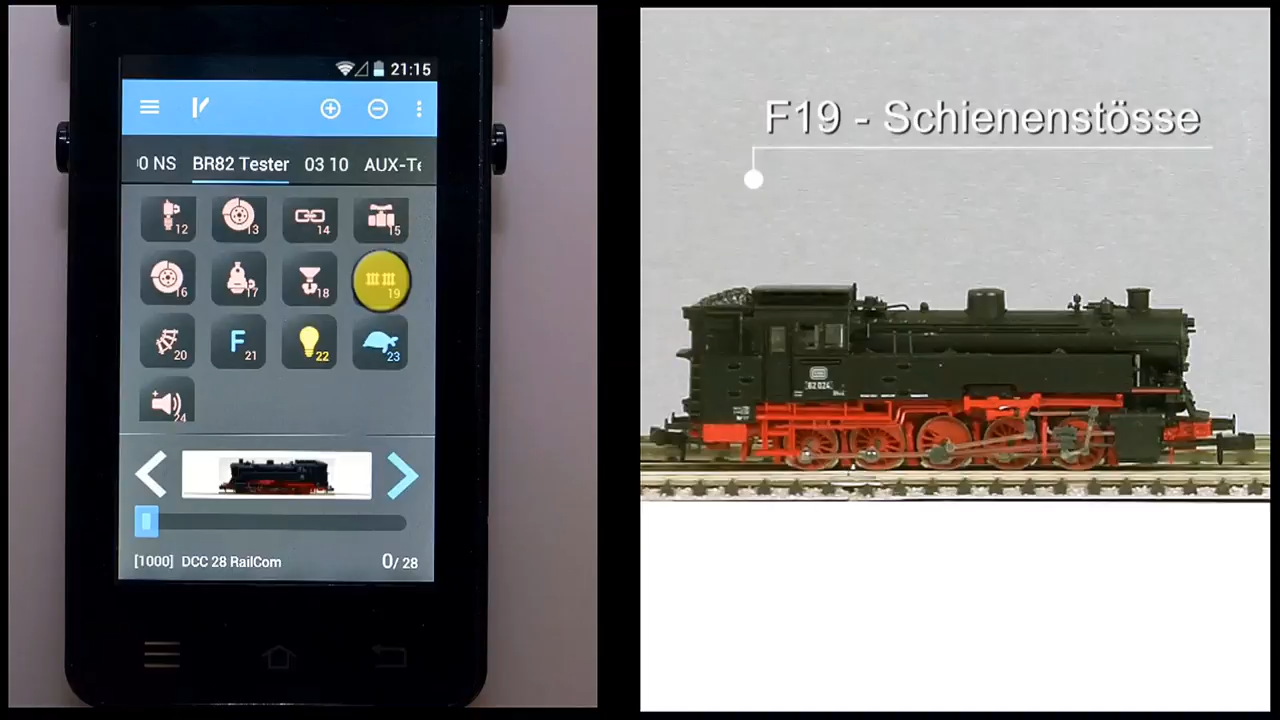 21:15
0 NS BR82 Tester 03 10 AUX-Te
12 13 14 15
16 17 18 19
20 F 21 22 23
24
[1000] DCC 28 RailCom 0/ 28
F19 - Schienenstösse
82 024